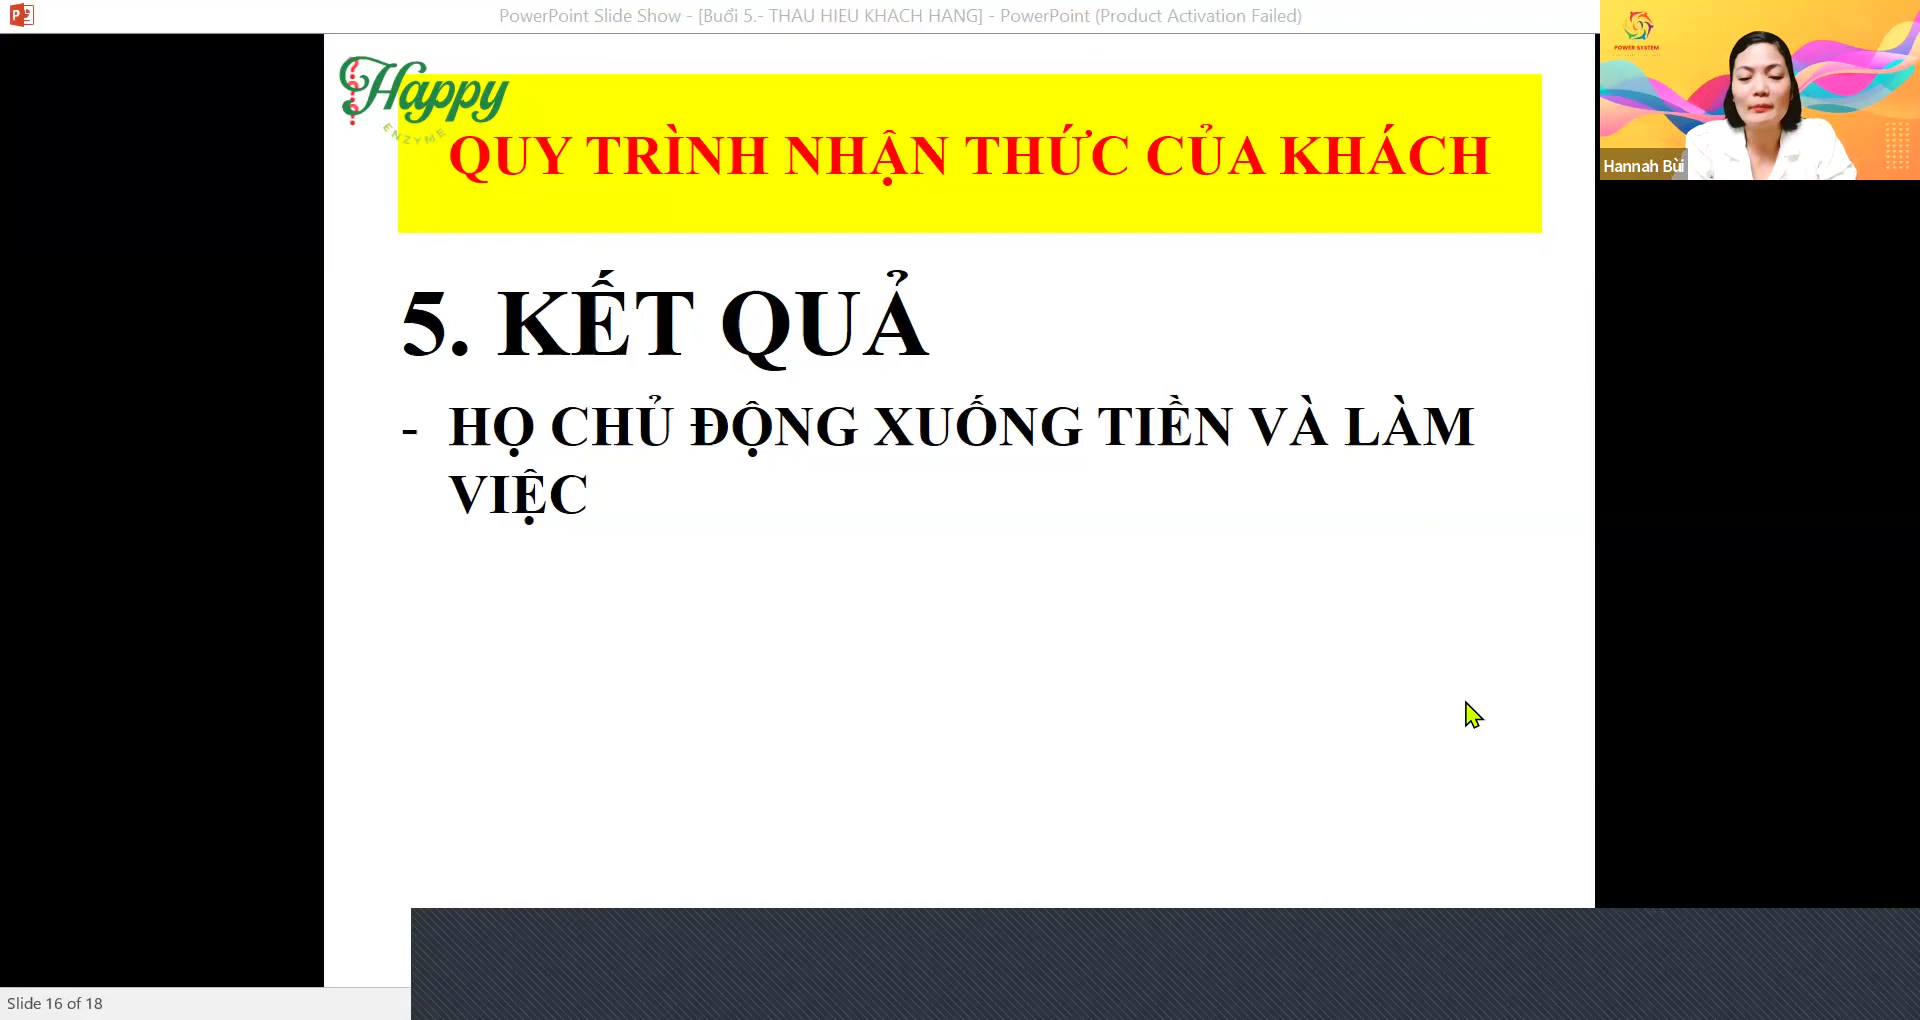 PowerPoint Slide Show - [Buổi 5.- THAU HIEU KHACH HANG] - PowerPoint (Product Activation Failed)
POWER SYSTEM
Hannah Bùi
Happy
ENZYME
QUY TRÌNH NHẬN THỨC CỦA KHÁCH
5. KẾT QUẢ
- HỌ CHỦ ĐỘNG XUỐNG TIỀN VÀ LÀM
VIỆC
Slide 16 of 18